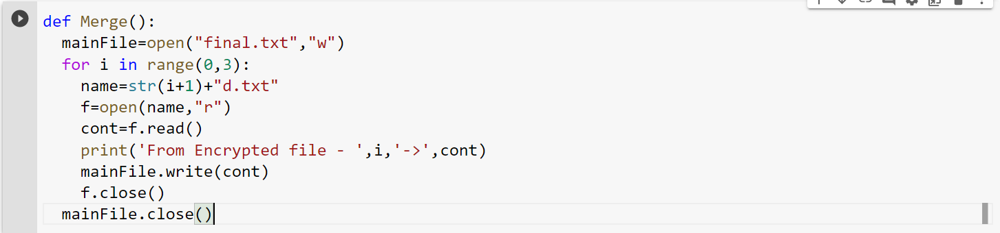 def Merge():
  mainFile=open("final.txt","w")
  for i in range(0,3):
    name=str(i+1)+"d.txt"
    f=open(name,"r")
    cont=f.read()
    print('From Encrypted file - ',i,'->',cont)
    mainFile.write(cont)
    f.close()
  mainFile.close()